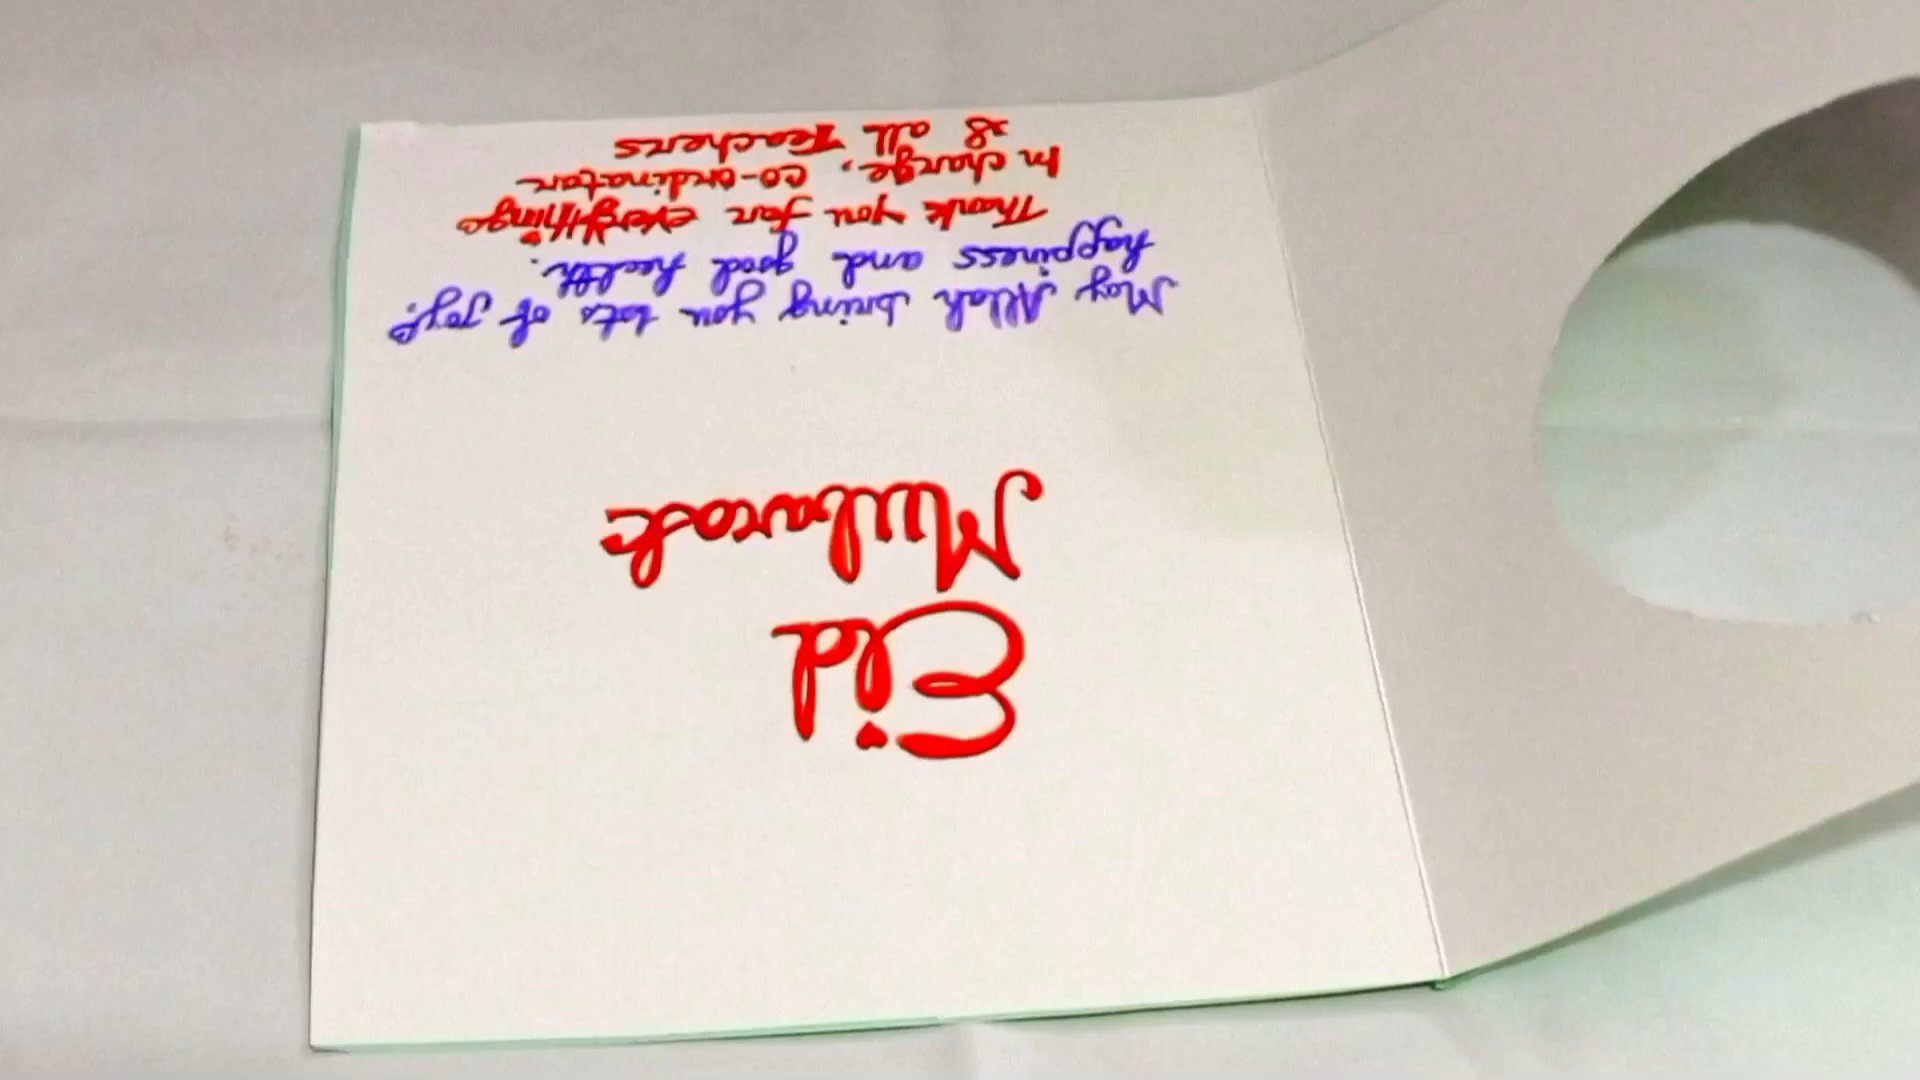 Eid
Mubarak
May Allah bring you lots of joy,
happiness and good health.
Thank you for everything
In charge, co-ordinator
& all Teachers